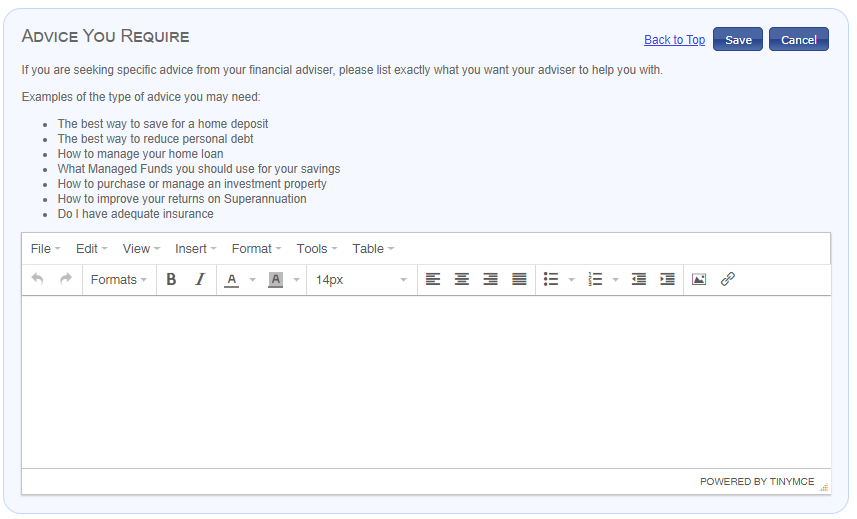 Advice You Require
Back to Top Save Cancel
If you are seeking specific advice from your financial adviser, please list exactly what you want your adviser to help you with.
Examples of the type of advice you may need:
• The best way to save for a home deposit
• The best way to reduce personal debt
• How to manage your home loan
• What Managed Funds you should use for your savings
• How to purchase or manage an investment property
• How to improve your returns on Superannuation
• Do I have adequate insurance
File Edit View Insert Format Tools Table
Formats B I A A 14px
POWERED BY TINYMCE